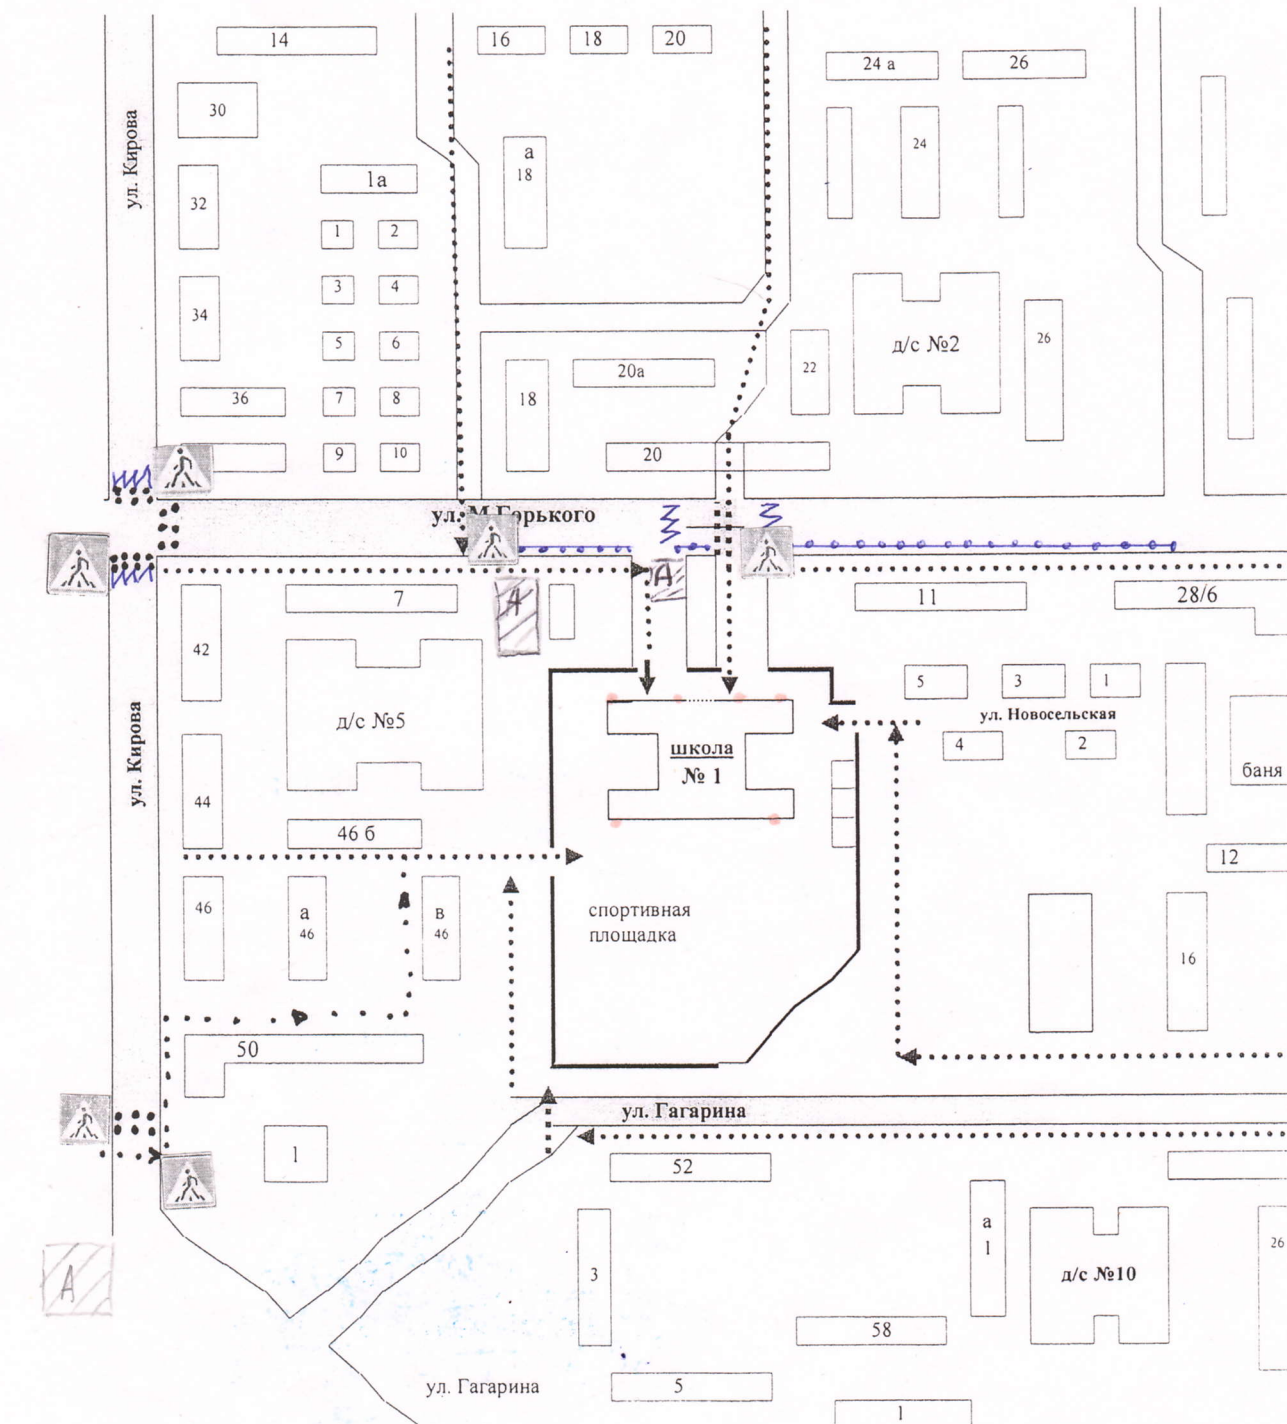 14
16
18
20
24 а
26
30
ул. Кирова
а
18
24
1а
32
1
2
3
4
34
5
6
д/с №2
26
22
20а
36
7
8
18
9
10
20
ул. М.Горького
А
А
7
11
28/6
42
5
3
1
ул. Новосельская
ул. Кирова
д/с №5
школа
№ 1
4
2
баня
44
46 б
12
46
а
46
в
46
спортивная
площадка
16
50
ул. Гагарина
1
52
а
1
А
3
д/с №10
26
58
ул. Гагарина
5
1